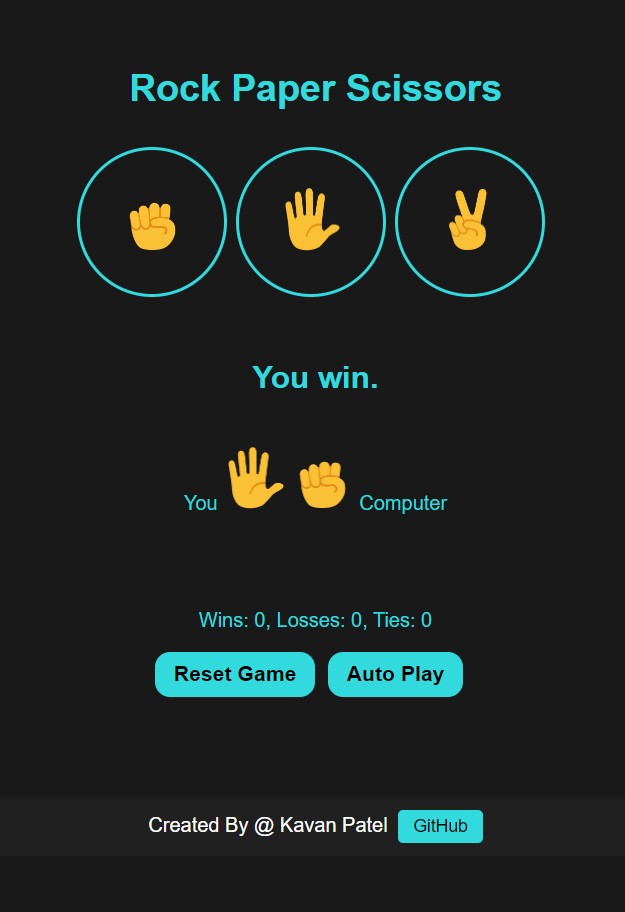 Rock Paper Scissors
You win.
You Computer
Wins: 0, Losses: 0, Ties: 0
Reset Game Auto Play
Created By @ Kavan Patel GitHub